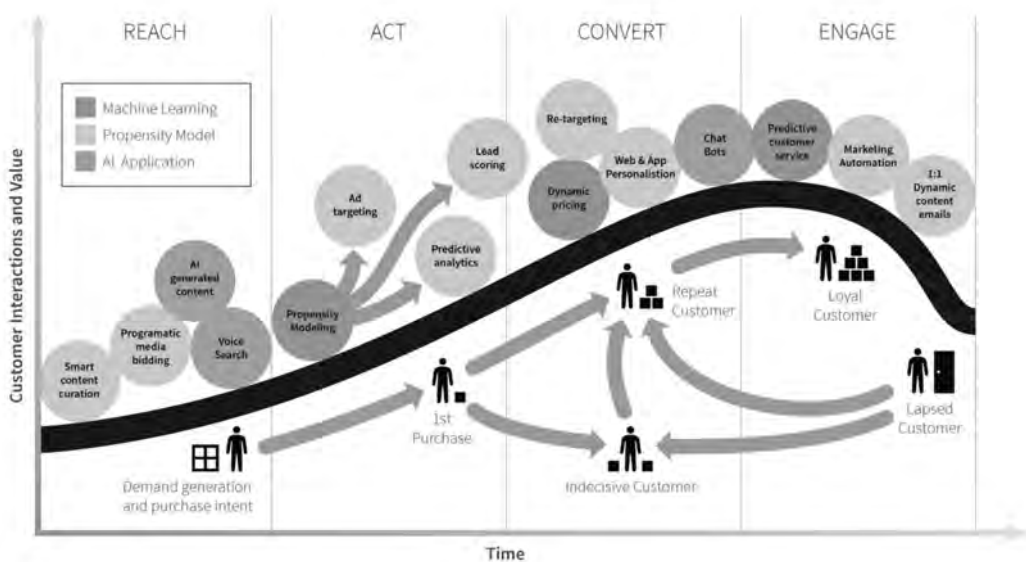 REACH
ACT
CONVERT
ENGAGE
Machine Learning
Propensity Model
AI Application
Customer Interactions and Value
Smart
content
curation
Programatic
media
bidding
AI
generated
content
Voice
Search
Propensity
Modeling
Ad
targeting
Lead
scoring
Predictive
analytics
Re-targeting
Dynamic
pricing
Web & App
Personalistion
Chat
Bots
Predictive
customer
service
Marketing
Automation
1:1
Dynamic
content
emails
Demand generation
and purchase intent
1st
Purchase
Repeat
Customer
Indecisive Customer
Loyal
Customer
Lapsed
Customer
Time